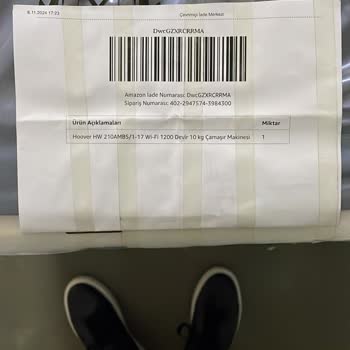 8.11.2024 17:23 Çevrimiçi İade Merkezi
DwcGZXRCRRMA
Amazon İade Numarası: DwcGZXRCRRMA
Sipariş Numarası: 402-2947574-3984300
Ürün Açıklamaları Miktar
Hoover HW 210AMBS/1-17 Wi-Fi 1200 Devir 10 kg Çamaşır Makinesi 1